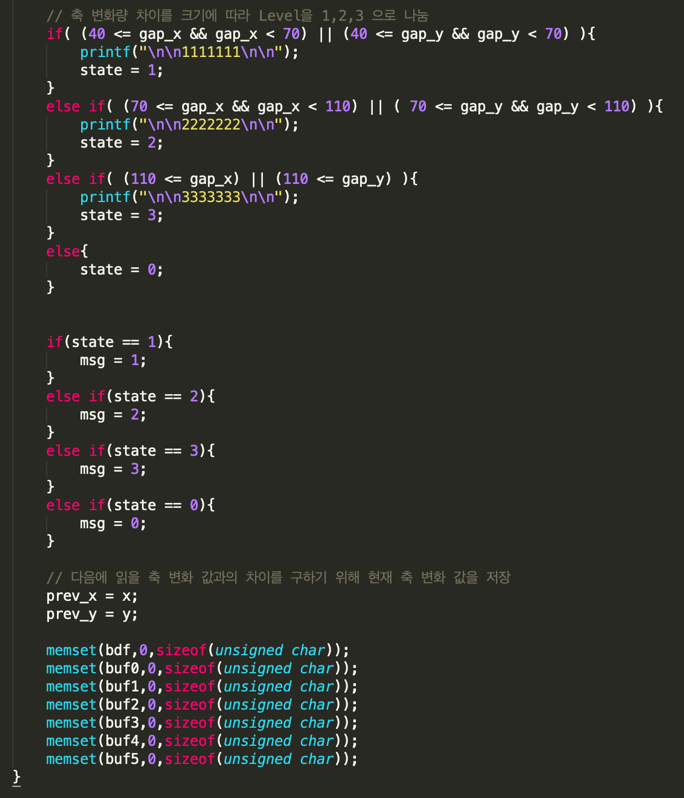 // 축 변화량 차이를 크기에 따라 Level을 1,2,3 으로 나눔
if( (40 <= gap_x && gap_x < 70) || (40 <= gap_y && gap_y < 70) ){
printf("\n\n1111111\n\n");
state = 1;
}
else if( (70 <= gap_x && gap_x < 110) || ( 70 <= gap_y && gap_y < 110) ){
printf("\n\n2222222\n\n");
state = 2;
}
else if( (110 <= gap_x) || (110 <= gap_y) ){
printf("\n\n3333333\n\n");
state = 3;
}
else{
state = 0;
}
if(state == 1){
msg = 1;
}
else if(state == 2){
msg = 2;
}
else if(state == 3){
msg = 3;
}
else if(state == 0){
msg = 0;
}
// 다음에 읽을 축 변화 값과의 차이를 구하기 위해 현재 축 변화 값을 저장
prev_x = x;
prev_y = y;
memset(bdf,0,sizeof(unsigned char));
memset(buf0,0,sizeof(unsigned char));
memset(buf1,0,sizeof(unsigned char));
memset(buf2,0,sizeof(unsigned char));
memset(buf3,0,sizeof(unsigned char));
memset(buf4,0,sizeof(unsigned char));
memset(buf5,0,sizeof(unsigned char));
}